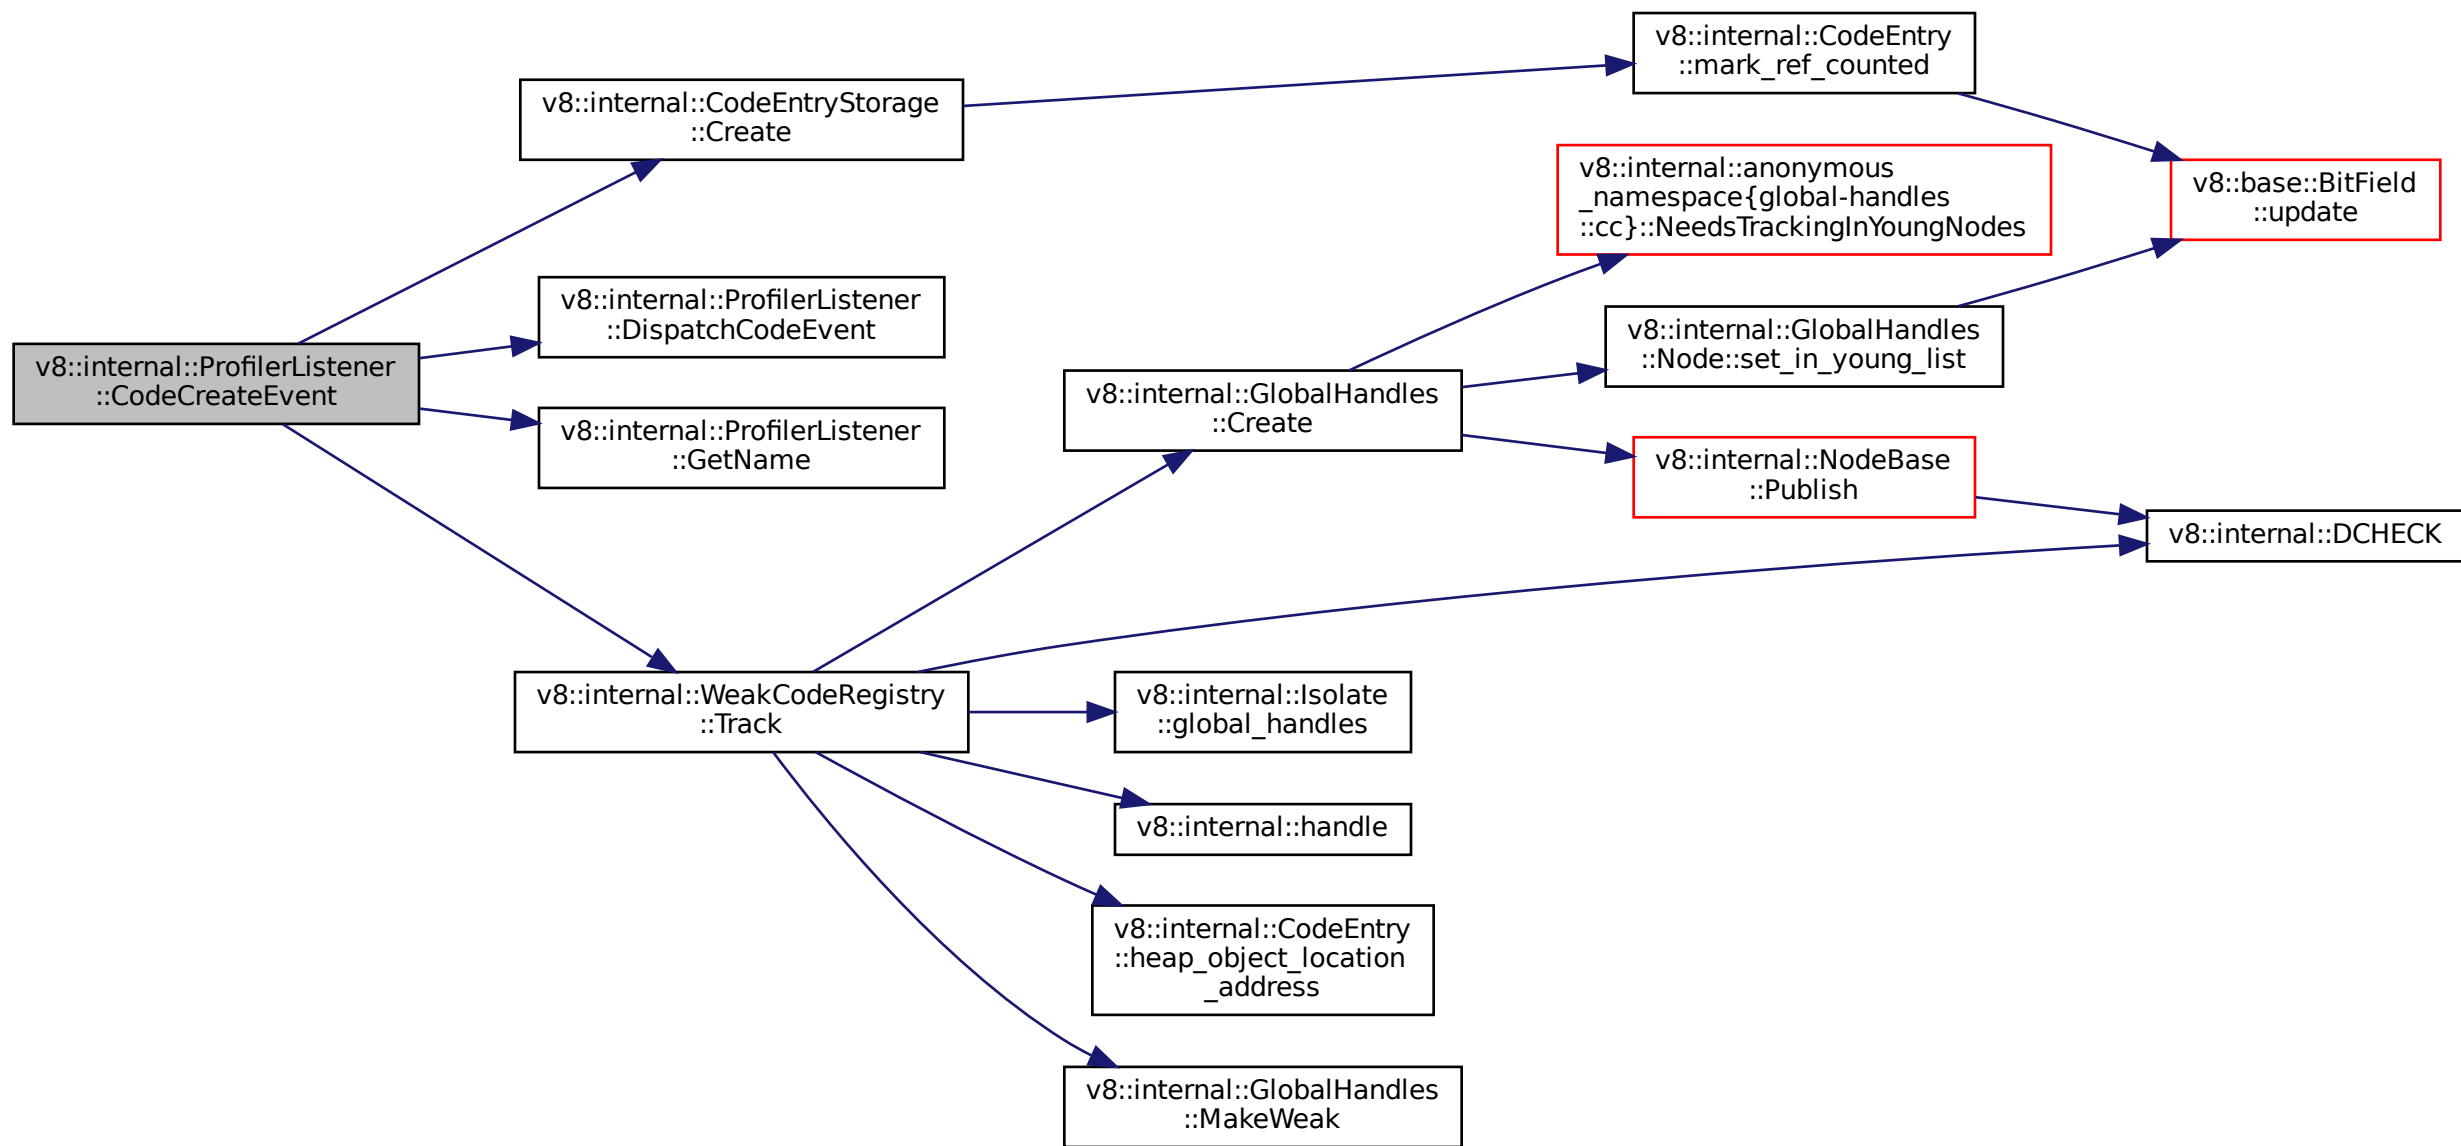 v8::internal::ProfilerListener
::CodeCreateEvent
v8::internal::CodeEntryStorage
::Create
v8::internal::ProfilerListener
::DispatchCodeEvent
v8::internal::ProfilerListener
::GetName
v8::internal::WeakCodeRegistry
::Track
v8::internal::GlobalHandles
::Create
v8::internal::Isolate
::global_handles
v8::internal::handle
v8::internal::CodeEntry
::heap_object_location
_address
v8::internal::GlobalHandles
::MakeWeak
v8::internal::CodeEntry
::mark_ref_counted
v8::internal::anonymous
_namespace{global-handles
::cc}::NeedsTrackingInYoungNodes
v8::internal::GlobalHandles
::Node::set_in_young_list
v8::internal::NodeBase
::Publish
v8::base::BitField
::update
v8::internal::DCHECK